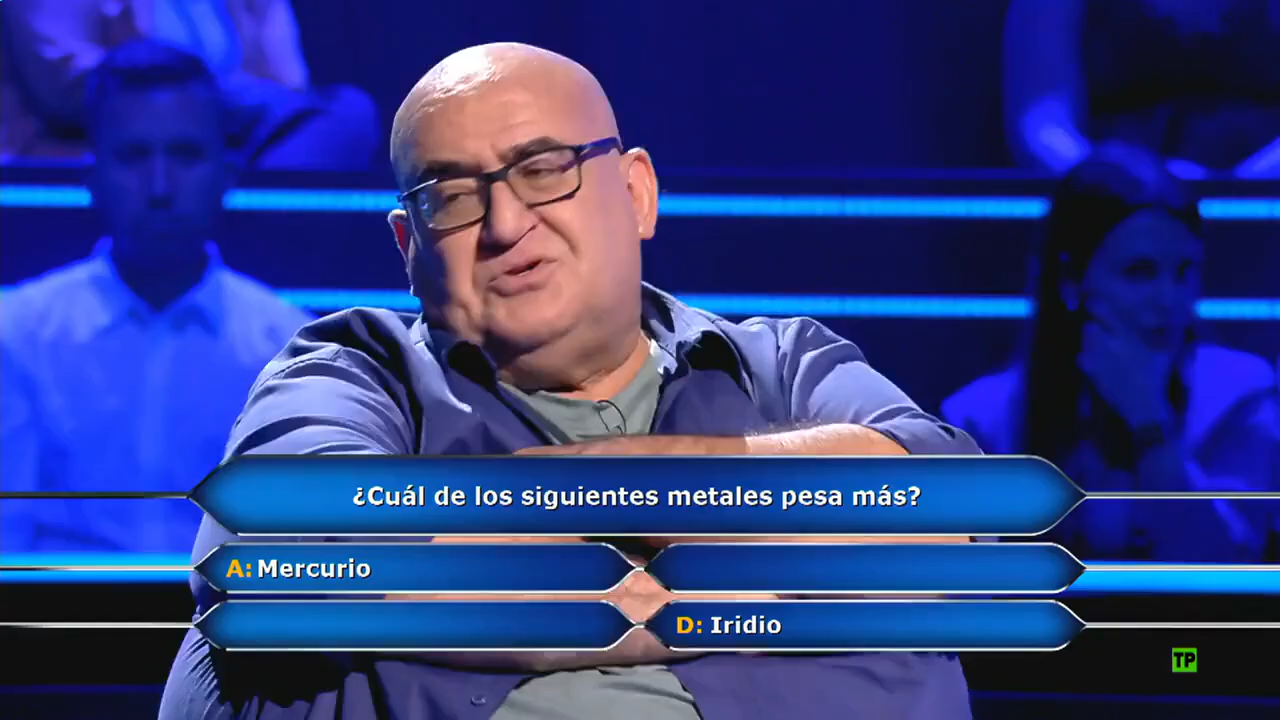 ¿Cuál de los siguientes metales pesa más?
A: Mercurio
D: Iridio
TP